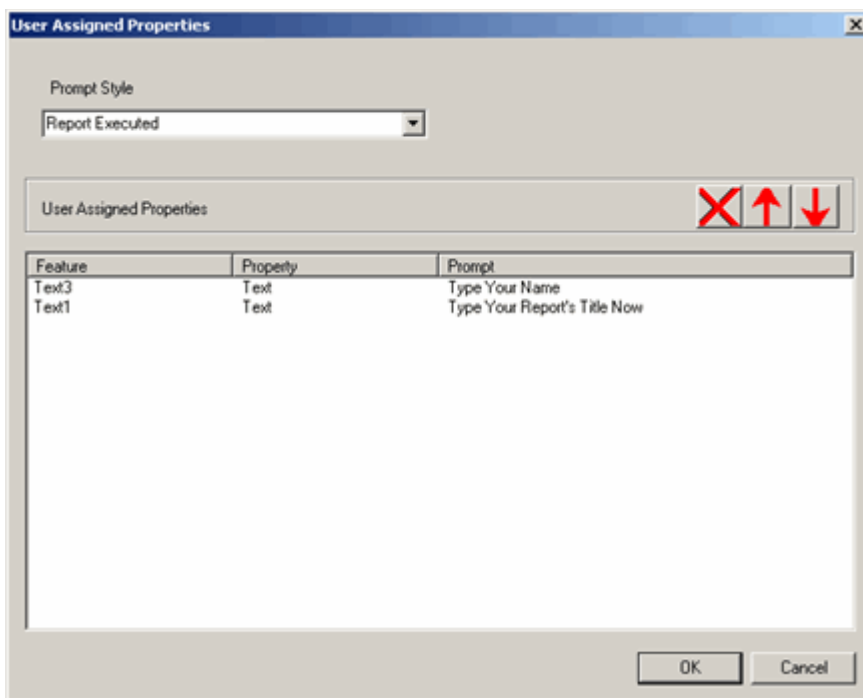 User Assigned Properties
Prompt Style
Report Executed
User Assigned Properties
Feature Property Prompt
Text3 Text Type Your Name
Text1 Text Type Your Report's Title Now
OK Cancel